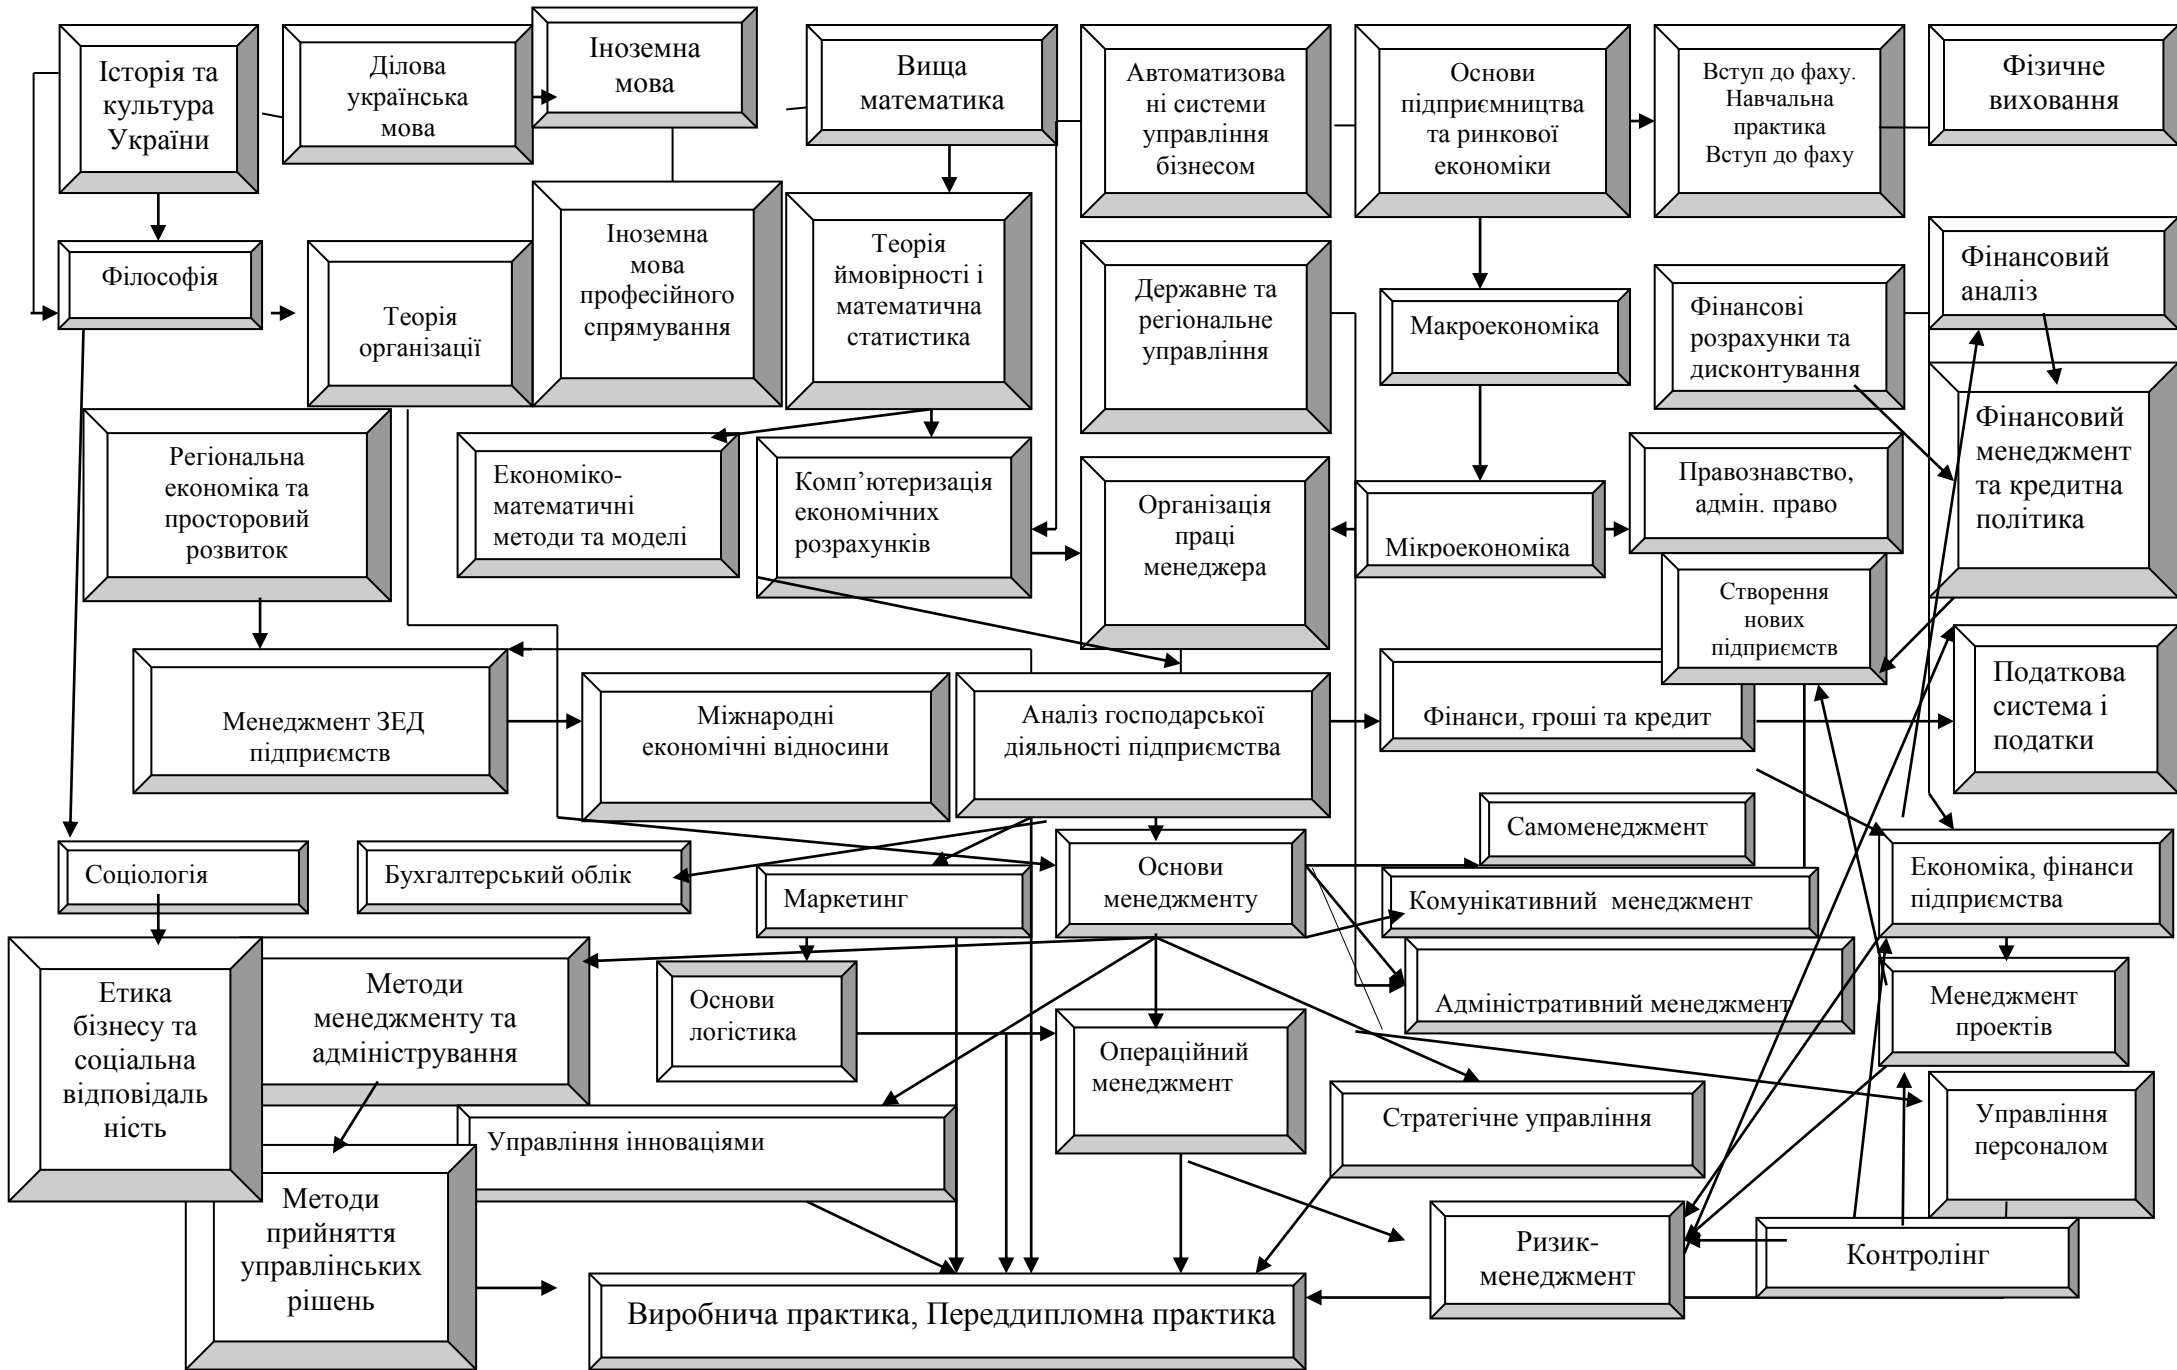 Історія та
культура
України
Ділова
українська
мова
Іноземна
мова
Вища
математика
Автоматизова
ні системи
управління
бізнесом
Основи
підприємництва
та ринкової
економіки
Вступ до фаху.
Навчальна
практика
Вступ до фаху
Фізичне
виховання
Філософія
Теорія
організації
Іноземна
мова
професійного
спрямування
Теорія
ймовірності і
математична
статистика
Державне та
регіональне
управління
Макроекономіка
Фінансові
розрахунки та
дисконтування
Фінансовий
аналіз
Регіональна
економіка та
просторовий
розвиток
Економіко-
математичні
методи та моделі
Комп’ютеризація
економічних
розрахунків
Організація
праці
менеджера
Мікроекономіка
Правознавство,
адмін. право
Фінансовий
менеджмент
та кредитна
політика
Створення
нових
підприємств
Менеджмент ЗЕД
підприємств
Міжнародні
економічні відносини
Аналіз господарської
діяльності підприємства
Фінанси, гроші та кредит
Податкова
система і
податки
Соціологія
Бухгалтерський облік
Маркетинг
Основи
менеджменту
Самоменеджмент
Комунікативний  менеджмент
Адміністративний менеджмент
Економіка, фінанси
підприємства
Етика
бізнесу та
соціальна
відповідаль
ність
Методи
менеджменту та
адміністрування
Основи
логістика
Операційний
менеджмент
Менеджмент
проектів
Управління інноваціями
Стратегічне управління
Управління
персоналом
Методи
прийняття
управлінських
рішень
Ризик-
менеджмент
Контролінг
Виробнича практика, Переддипломна практика